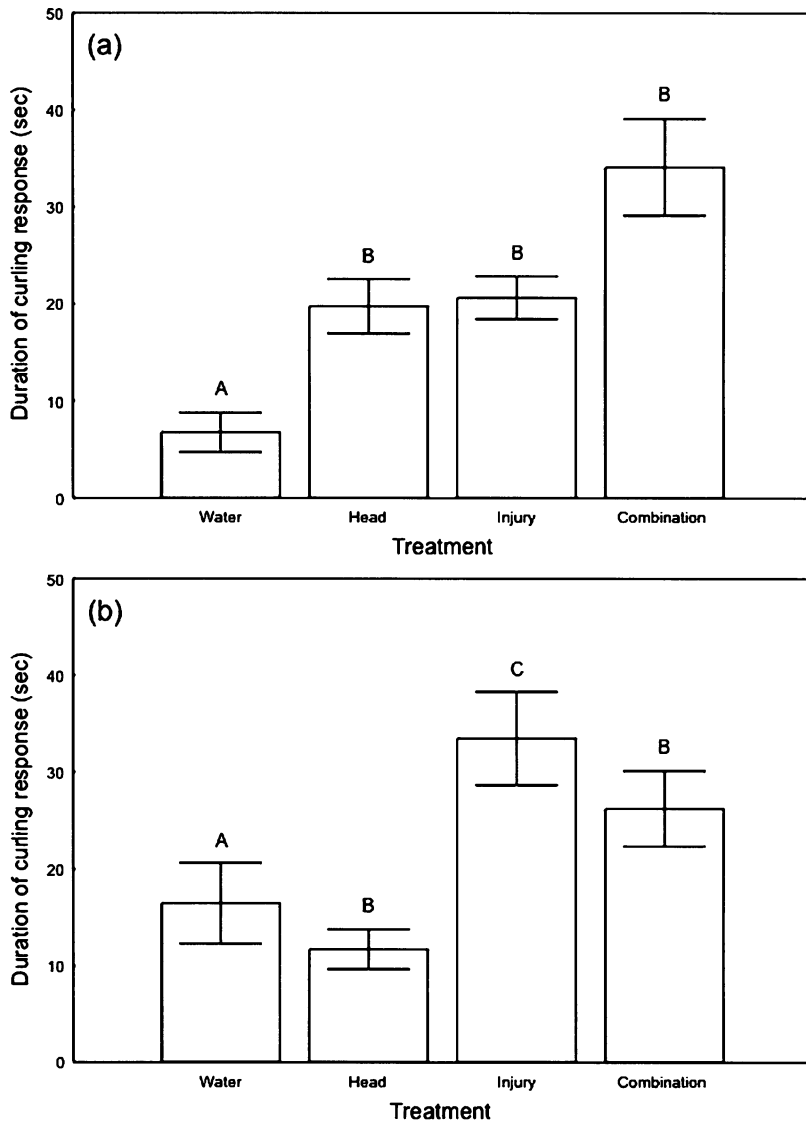 (a)
Duration of curling response (sec)
50
40
30
20
10
0
A
B
B
B
Water Head Injury Combination
Treatment
(b)
Duration of curling response (sec)
50
40
30
20
10
0
A
B
C
B
Water Head Injury Combination
Treatment